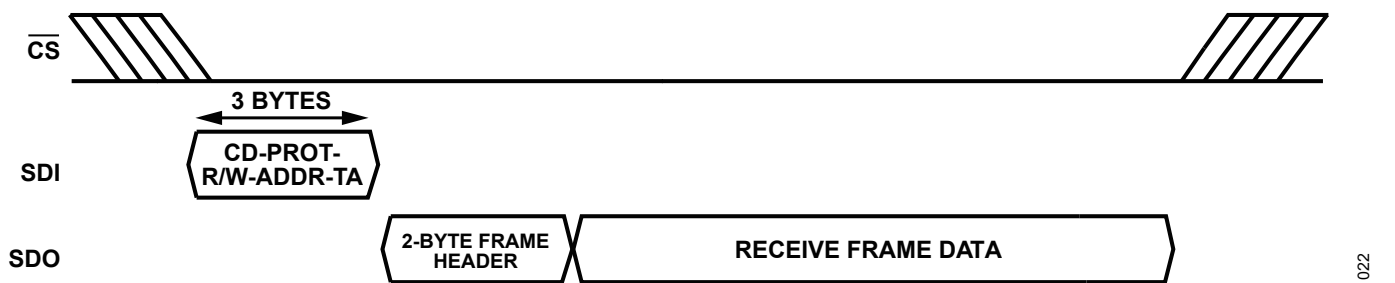 CS
3 BYTES
SDI
CD-PROT-
R/W-ADDR-TA
SDO
2-BYTE FRAME
HEADER
RECEIVE FRAME DATA
022